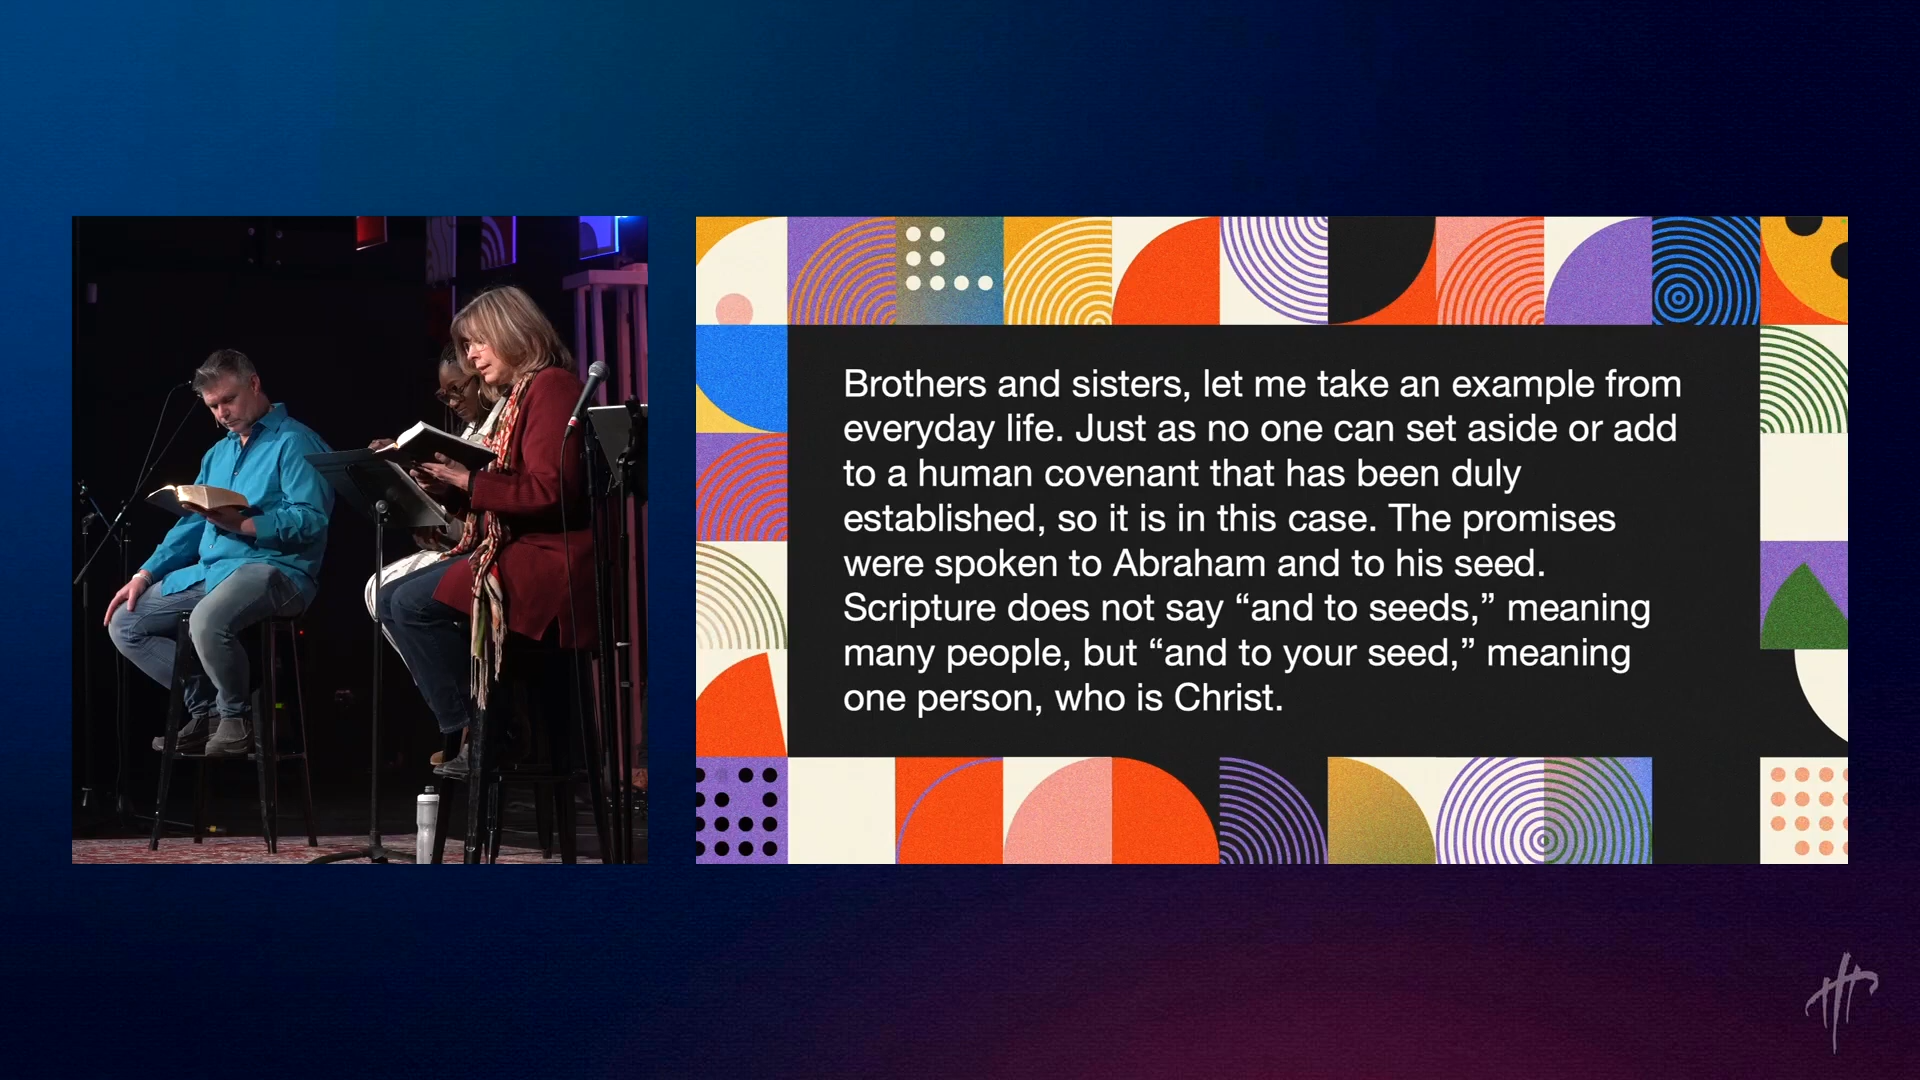 Brothers and sisters, let me take an example from
everyday life. Just as no one can set aside or add
to a human covenant that has been duly
established, so it is in this case. The promises
were spoken to Abraham and to his seed.
Scripture does not say “and to seeds,” meaning
many people, but “and to your seed,” meaning
one person, who is Christ.